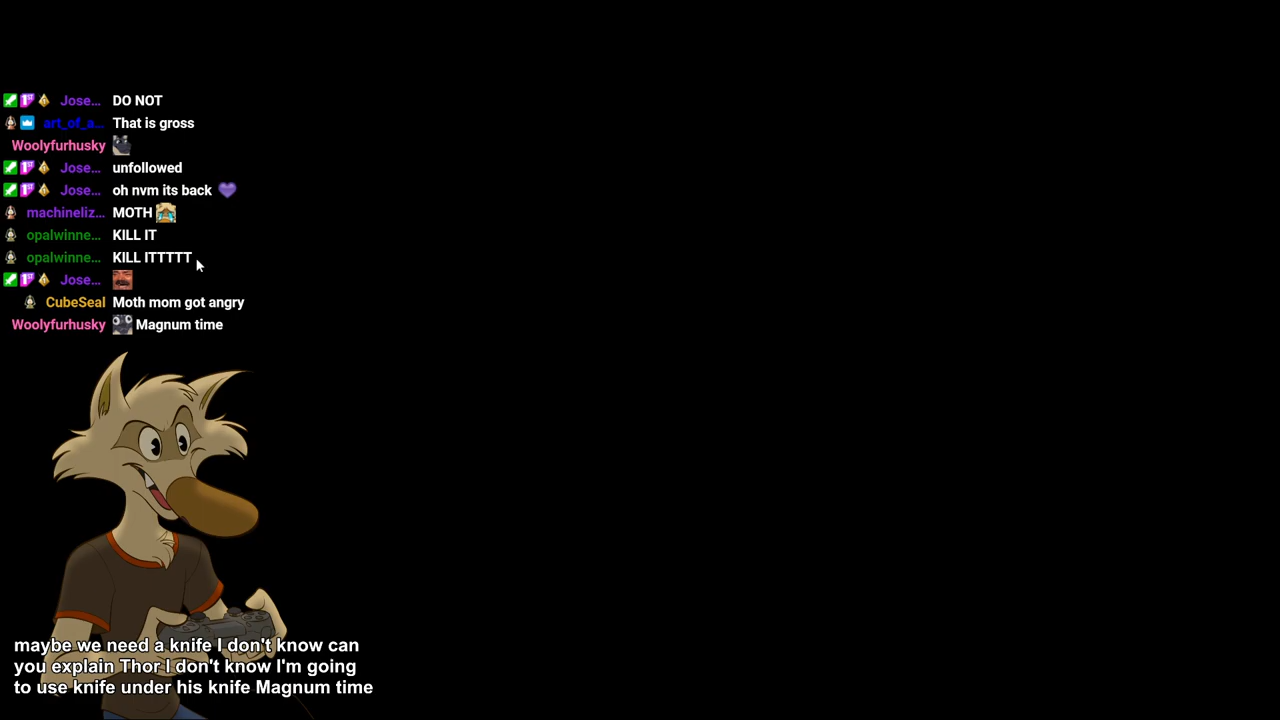 Jose... DO NOT
art_of_a... That is gross
Woolyfurhusky
Jose... unfollowed
Jose... oh nvm its back
machineliz... MOTH
opalwinne... KILL IT
opalwinne... KILL ITTTTT
Jose...
CubeSeal Moth mom got angry
Woolyfurhusky Magnum time
maybe we need a knife I don't know can
you explain Thor I don't know I'm going
to use knife under his knife Magnum time